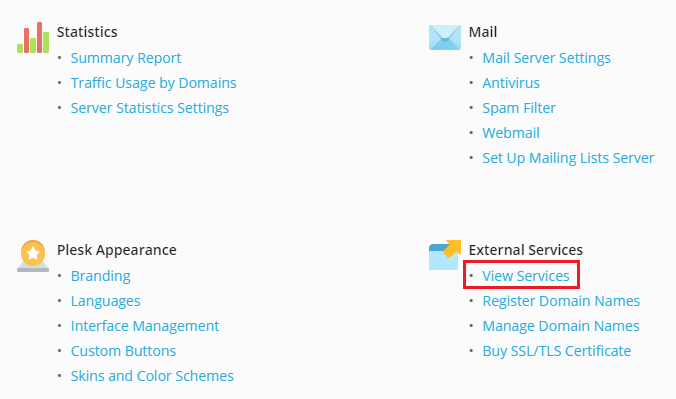 Statistics
• Summary Report
• Traffic Usage by Domains
• Server Statistics Settings
Mail
• Mail Server Settings
• Antivirus
• Spam Filter
• Webmail
• Set Up Mailing Lists Server
Plesk Appearance
• Branding
• Languages
• Interface Management
• Custom Buttons
• Skins and Color Schemes
External Services
• View Services
• Register Domain Names
• Manage Domain Names
• Buy SSL/TLS Certificate